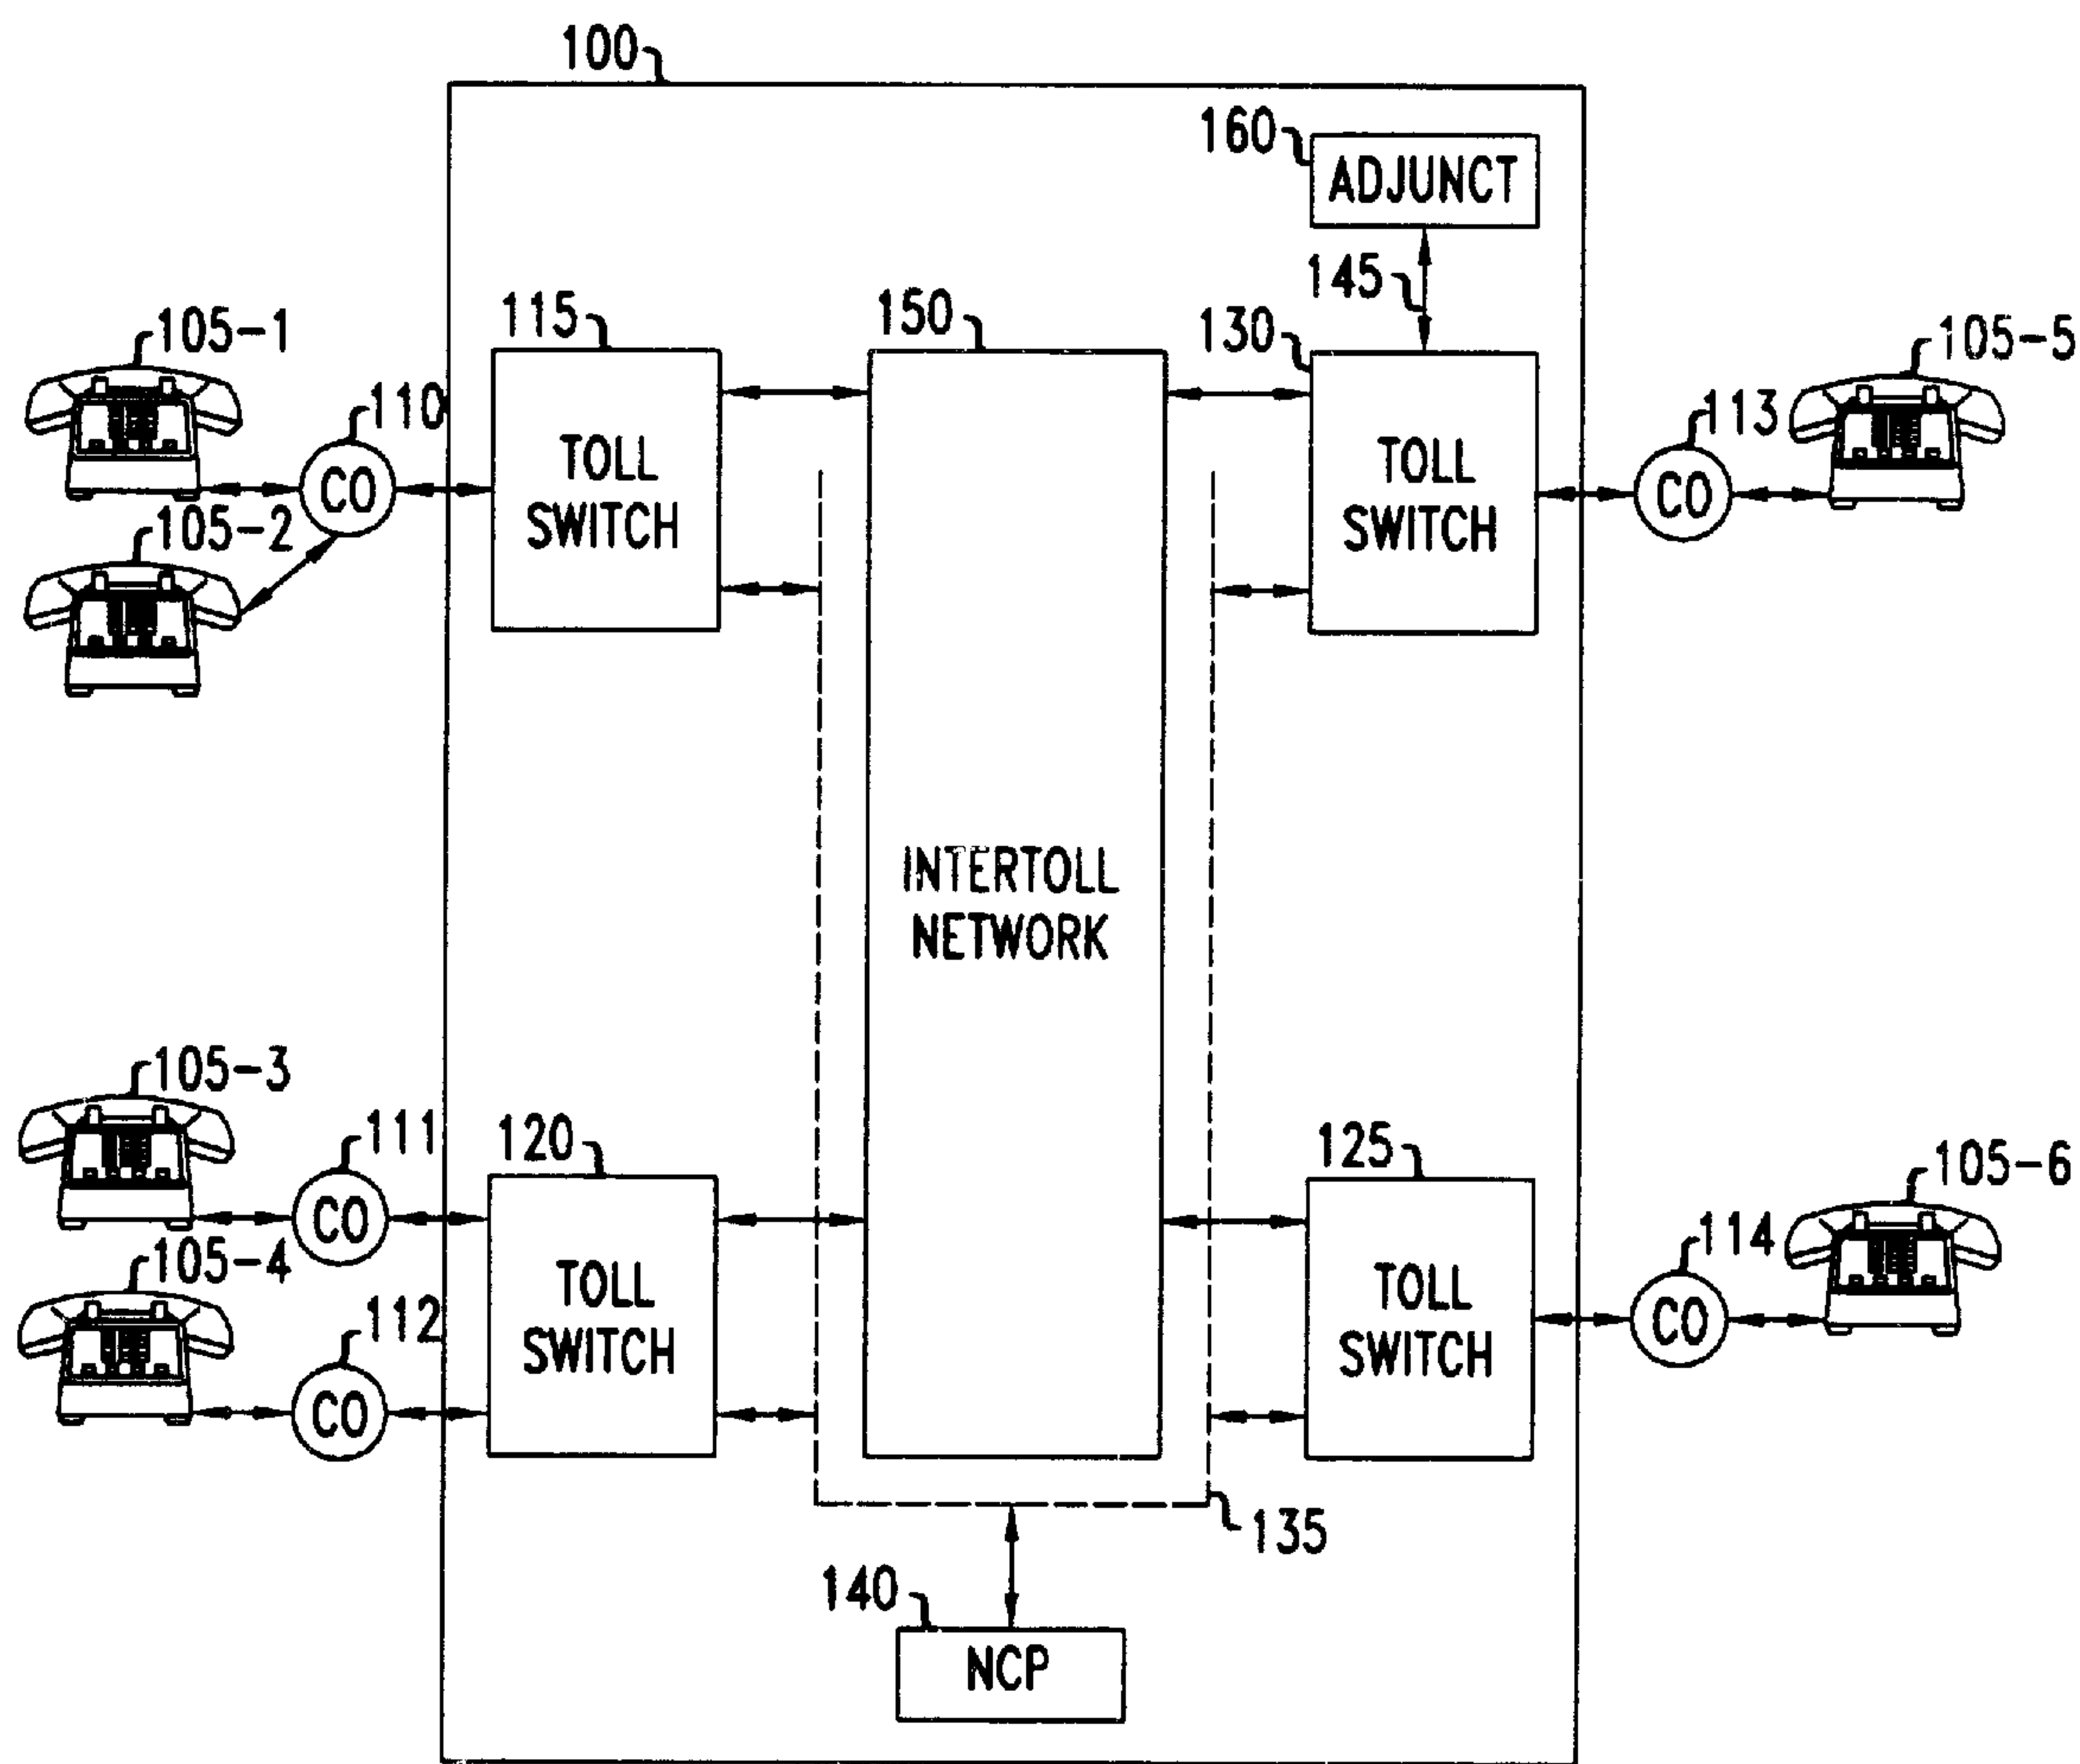 100
160
ADJUNCT
145
115
150
130
105-1
105-5
110
113
TOLL
SWITCH
TOLL
SWITCH
CO
CO
105-2
INTERTOLL
NETWORK
105-3
111
120
125
105-6
CO
114
105-4
TOLL
SWITCH
TOLL
SWITCH
112
CO
CO
135
140
NCP